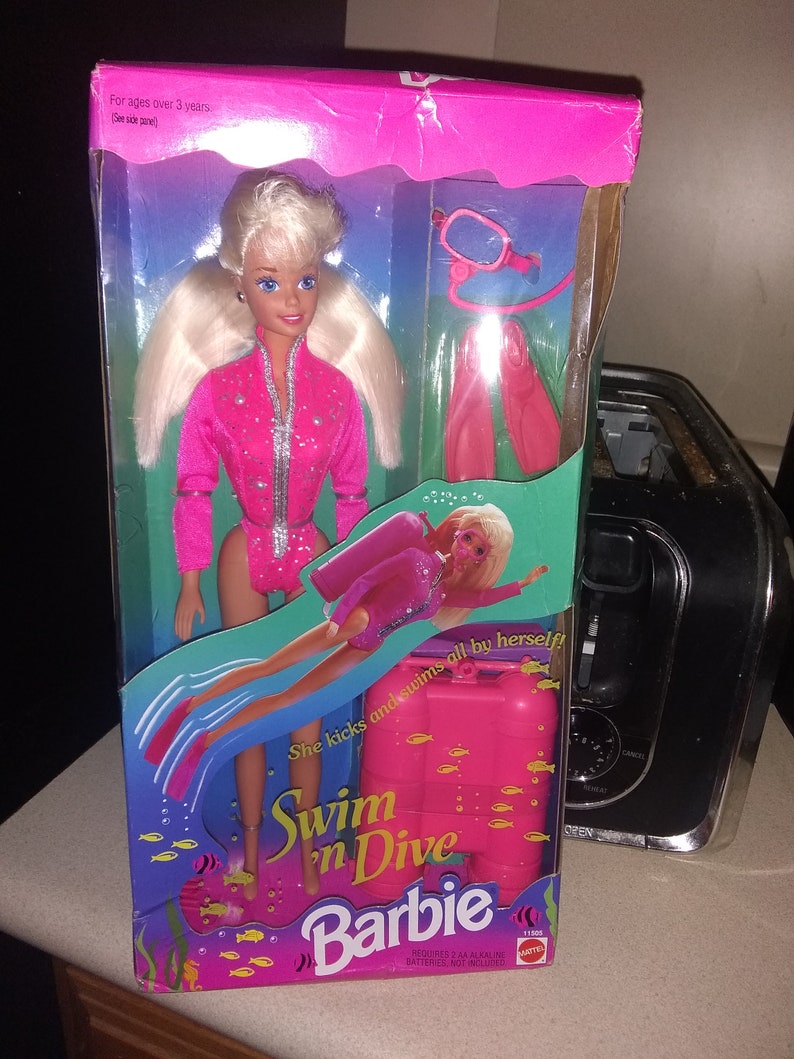 For ages over 3 years.
(See side panel)
She kicks and swims all by herself!
Swim
'n Dive
Barbie
11505
REQUIRES 2 AA ALKALINE
BATTERIES, NOT INCLUDED.
MATTEL
CANCEL
REHEAT
OPEN